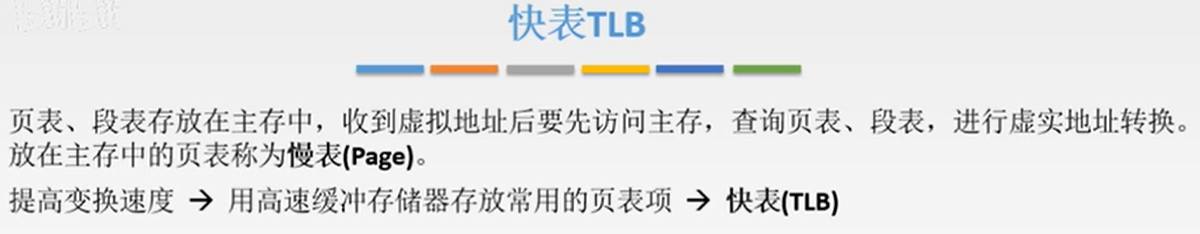 快表TLB
页表、段表存放在主存中，收到虚拟地址后要先访问主存，查询页表、段表，进行虚实地址转换。
放在主存中的页表称为慢表(Page)。
提高变换速度 → 用高速缓冲存储器存放常用的页表项 → 快表(TLB)